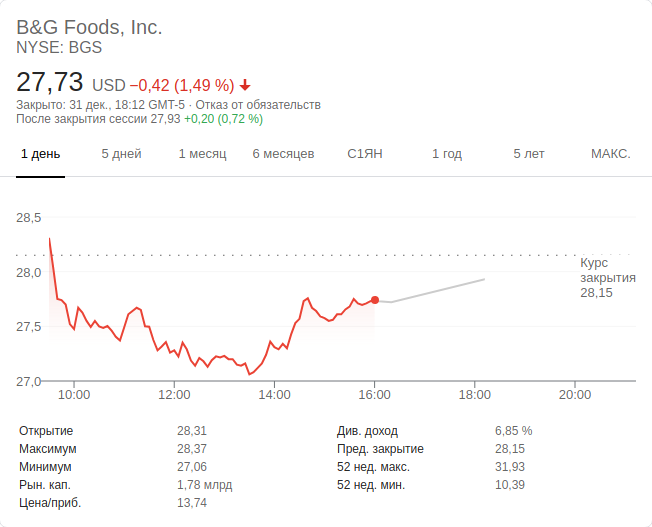 B&G Foods, Inc.
NYSE: BGS
27,73 USD −0,42 (1,49 %)
Закрыто: 31 дек., 18:12 GMT-5 · Отказ от обязательств
После закрытия сессии 27,93 +0,20 (0,72 %)
1 день 5 дней 1 месяц 6 месяцев С1ЯН 1 год 5 лет МАКС.
28,5
28,0
27,5
27,0
Курс
закрытия
28,15
10:00 12:00 14:00 16:00 18:00 20:00
Открытие 28,31 Див. доход 6,85 %
Максимум 28,37 Пред. закрытие 28,15
Минимум 27,06 52 нед. макс. 31,93
Рын. кап. 1,78 млрд 52 нед. мин. 10,39
Цена/приб. 13,74